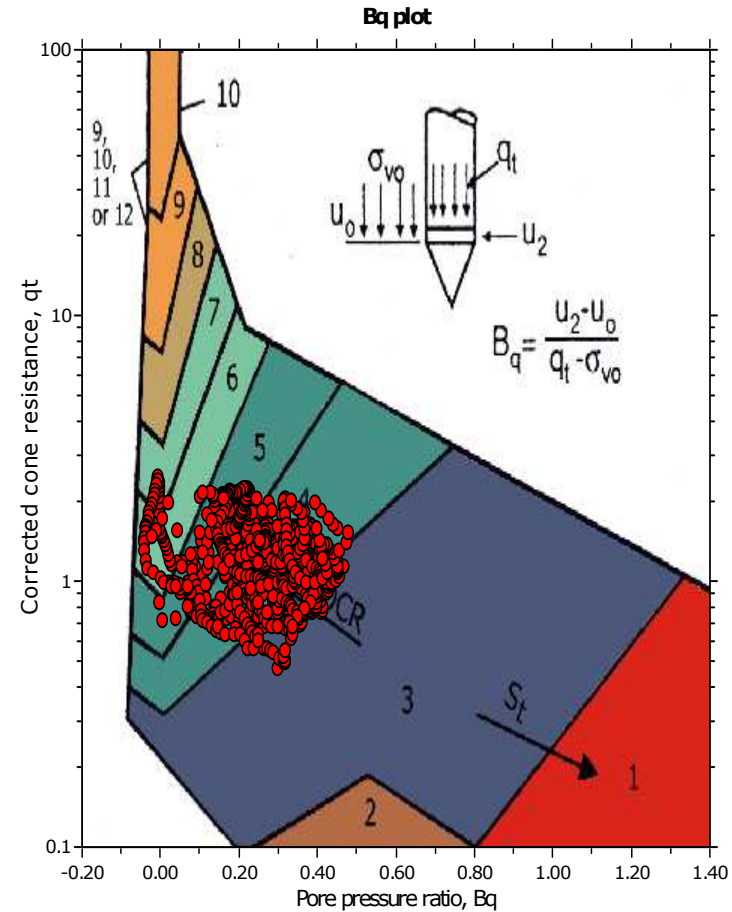 Bq plot
Corrected cone resistance, qt
100
10
1
0.1
10
9,
10,
11
or 12
9
8
7
6
5
4
3
2
1
σvo
qt
uo
u2
Bq= u2-uo
qt-σvo
CR
St
-0.20 0.00 0.20 0.40 0.60 0.80 1.00 1.20 1.40
Pore pressure ratio, Bq